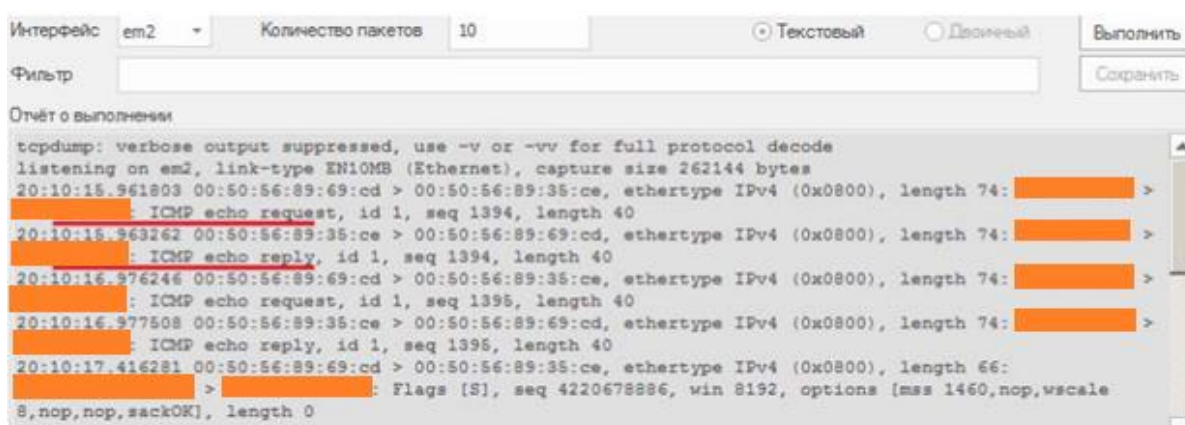 Интерфейс em2 Количество пакетов 10 Текстовый Двоичный Выполнить
Фильтр Сохранить
Отчёт о выполнении
tcpdump: verbose output suppressed, use -v or -vv for full protocol decode
listening on em2, link-type EN10MB (Ethernet), capture size 262144 bytes
20:10:15.961803 00:50:56:89:69:cd > 00:50:56:89:35:ce, ethertype IPv4 (0x0800), length 74: >
: ICMP echo request, id 1, seq 1394, length 40
20:10:15.963262 00:50:56:89:35:ce > 00:50:56:89:69:cd, ethertype IPv4 (0x0800), length 74: >
: ICMP echo reply, id 1, seq 1394, length 40
20:10:16.976246 00:50:56:89:69:cd > 00:50:56:89:35:ce, ethertype IPv4 (0x0800), length 74: >
: ICMP echo request, id 1, seq 1395, length 40
20:10:16.977508 00:50:56:89:35:ce > 00:50:56:89:69:cd, ethertype IPv4 (0x0800), length 74: >
: ICMP echo reply, id 1, seq 1395, length 40
20:10:17.416281 00:50:56:89:69:cd > 00:50:56:89:35:ce, ethertype IPv4 (0x0800), length 66:
> : Flags [S], seq 4220678886, win 8192, options [mss 1460,nop,wscale
8,nop,nop,sackOK], length 0